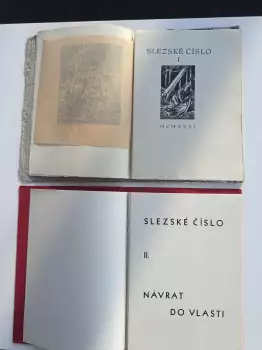 SLEZSKÉ ČÍSLO
I
MCMXXXI
SLEZSKÉ ČÍSLO
II.
NÁVRAT
DO VLASTI